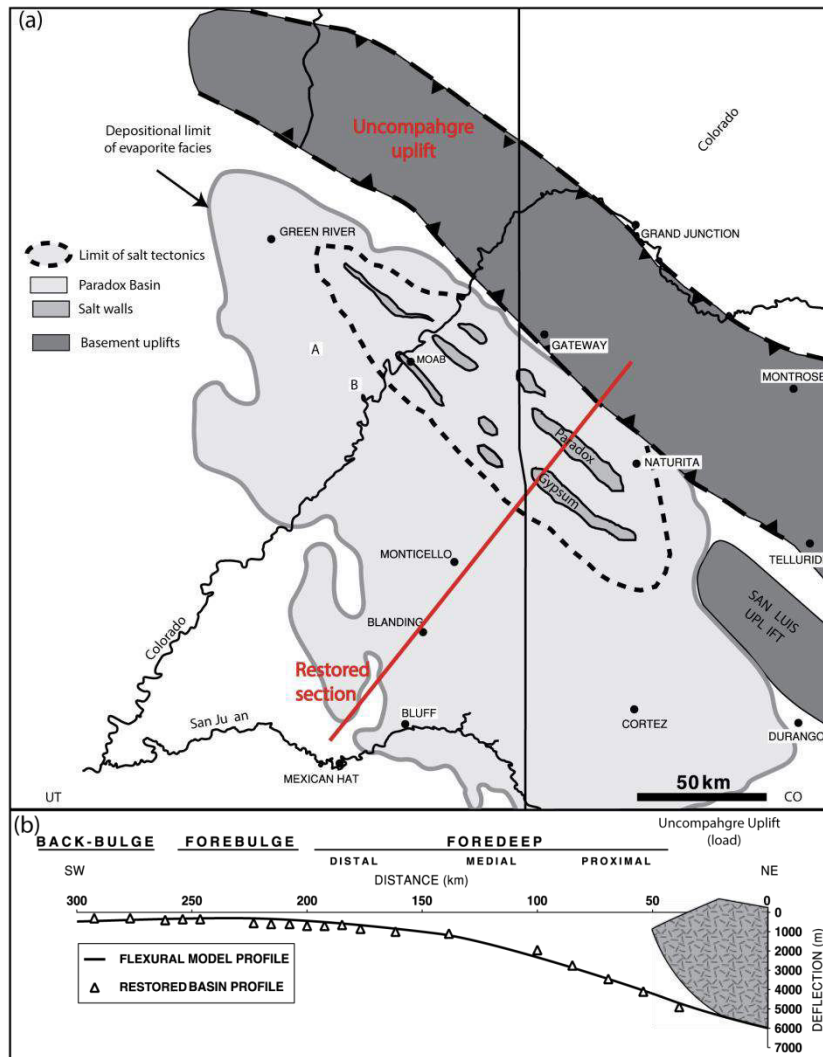 (a)
Uncompahgre
uplift
Colorado
Depositional limit
of evaporite facies
GREEN RIVER
GRAND JUNCTION
Limit of salt tectonics
Paradox Basin
Salt walls
Basement uplifts
A
B
MOAB
GATEWAY
MONTROSE
Paradox
NATURITA
Gypsum
MONTICELLO
TELLURID
SAN LUIS
UPL IFT
BLANDING
Colorado
Restored
section
San Ju an
BLUFF
CORTEZ
DURANGO
MEXICAN HAT
50 km
UT
CO
(b)
Uncompahgre Uplift
(load)
BACK-BULGE FOREBULGE FOREDEEP
DISTAL MEDIAL PROXIMAL
SW DISTANCE (km) NE
300 250 200 150 100 50 0
0
1000
2000
3000
4000
5000
6000
7000
DEFLECTION (m)
FLEXURAL MODEL PROFILE
RESTORED BASIN PROFILE